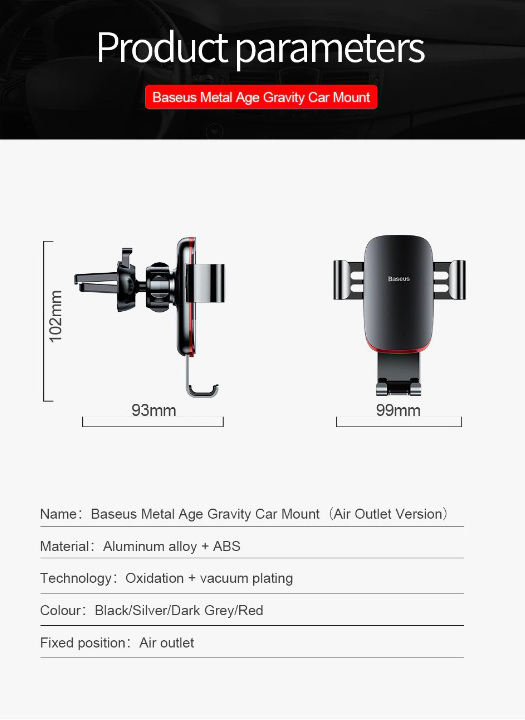 Product parameters
Baseus Metal Age Gravity Car Mount
Baseus
102mm
93mm
99mm
Name：Baseus Metal Age Gravity Car Mount（Air Outlet Version）
Material：Aluminum alloy + ABS
Technology：Oxidation + vacuum plating
Colour：Black/Silver/Dark Grey/Red
Fixed position：Air outlet